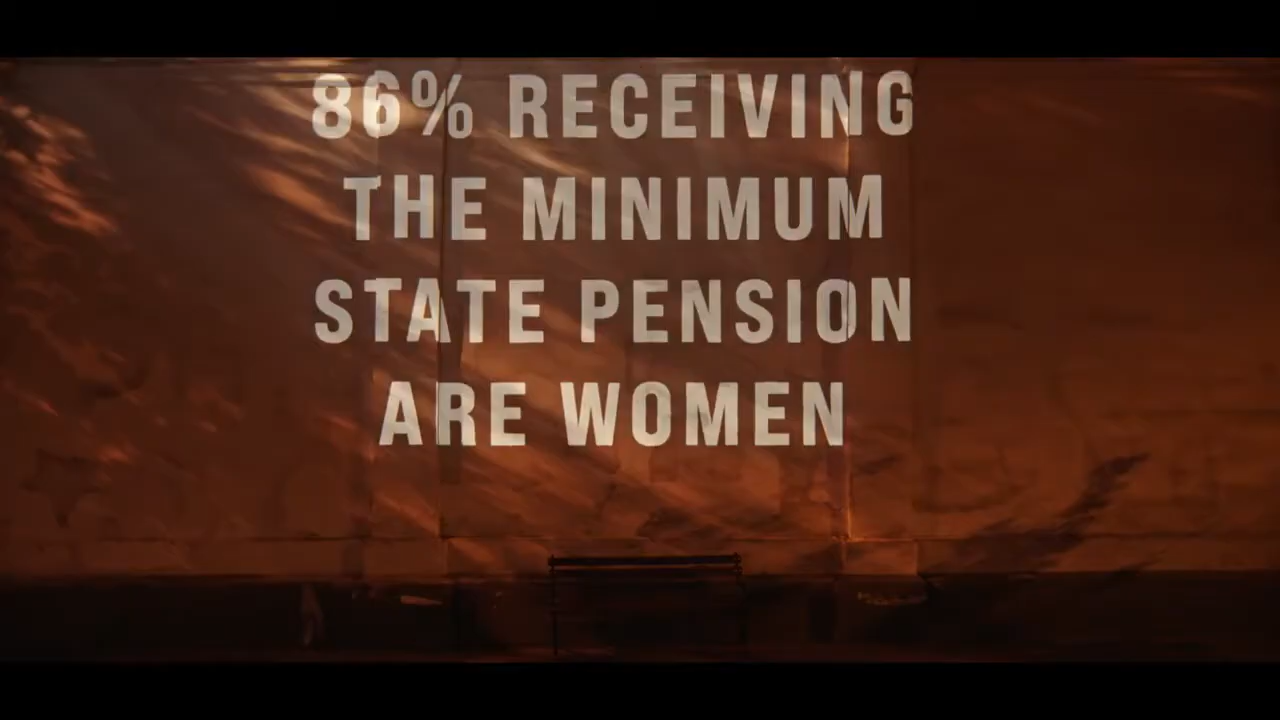 86% RECEIVING
THE MINIMUM
STATE PENSION
ARE WOMEN